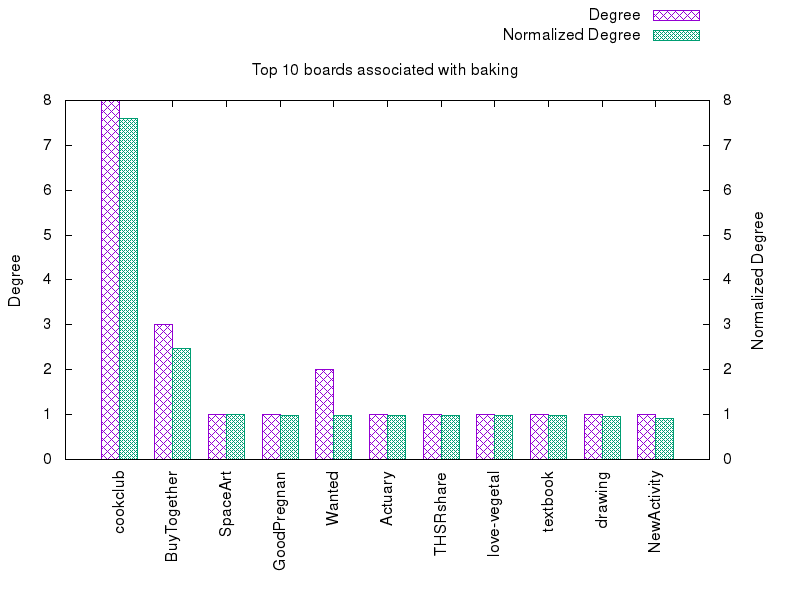 Degree
Normalized Degree
Top 10 boards associated with baking
8 8
7 7
6 6
5 5
4 4
3 3
2 2
1 1
0 0
Degree
Normalized Degree
cookclub
BuyTogether
SpaceArt
GoodPregnan
Wanted
Actuary
THSRshare
love-vegetal
textbook
drawing
NewActivity